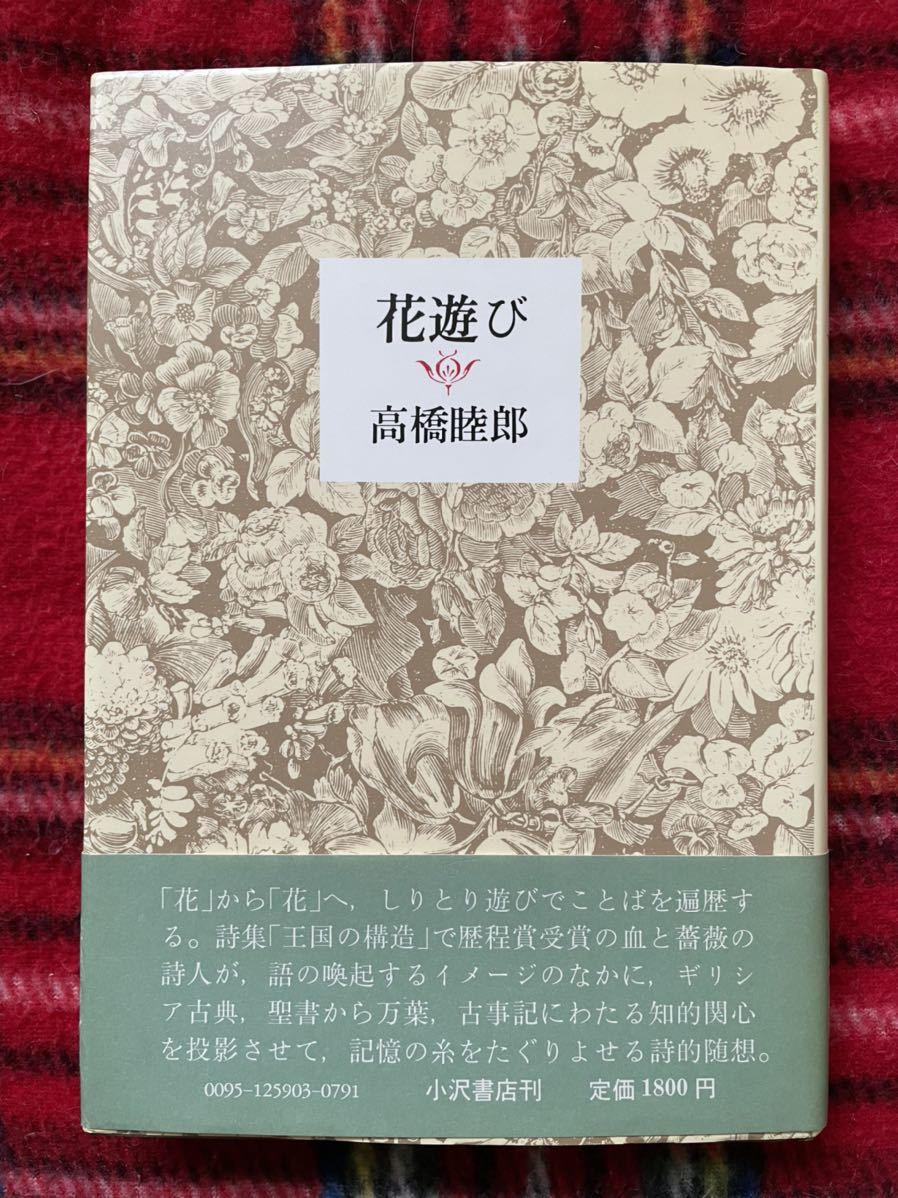 花遊び
高橋睦郎
「花」から「花」へ，しりとり遊びでことばを遍歴す
る。詩集「王国の構造」で歴程賞受賞の血と薔薇の
詩人が，語の喚起するイメージのなかに，ギリシ
ア古典，聖書から万葉，古事記にわたる知的関心
を投影させて，記憶の糸をたぐりよせる詩的随想。
0095-125903-0791 小沢書店刊 定価1800円